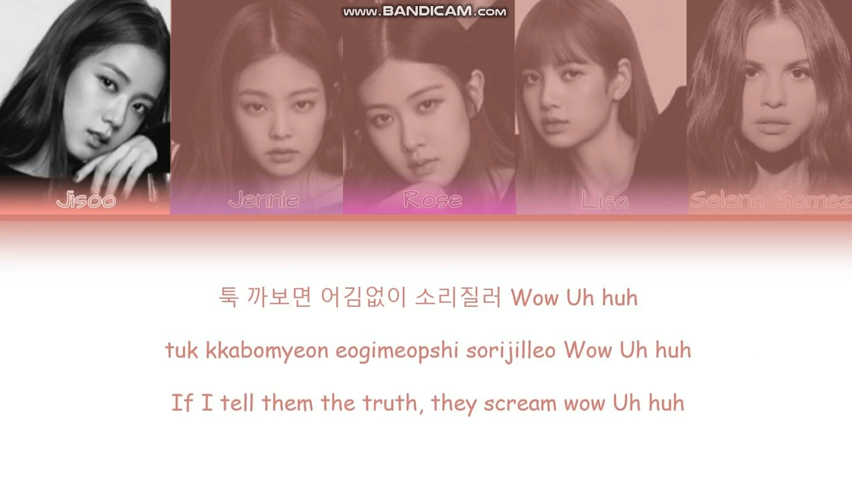 www.BANDICAM.com
Jisoo Jennie Rose Lisa Selena Gomez
툭 까보면 어김없이 소리질러 Wow Uh huh
tuk kkabomyeon eogimeopshi sorijilleo Wow Uh huh
If I tell them the truth, they scream wow Uh huh